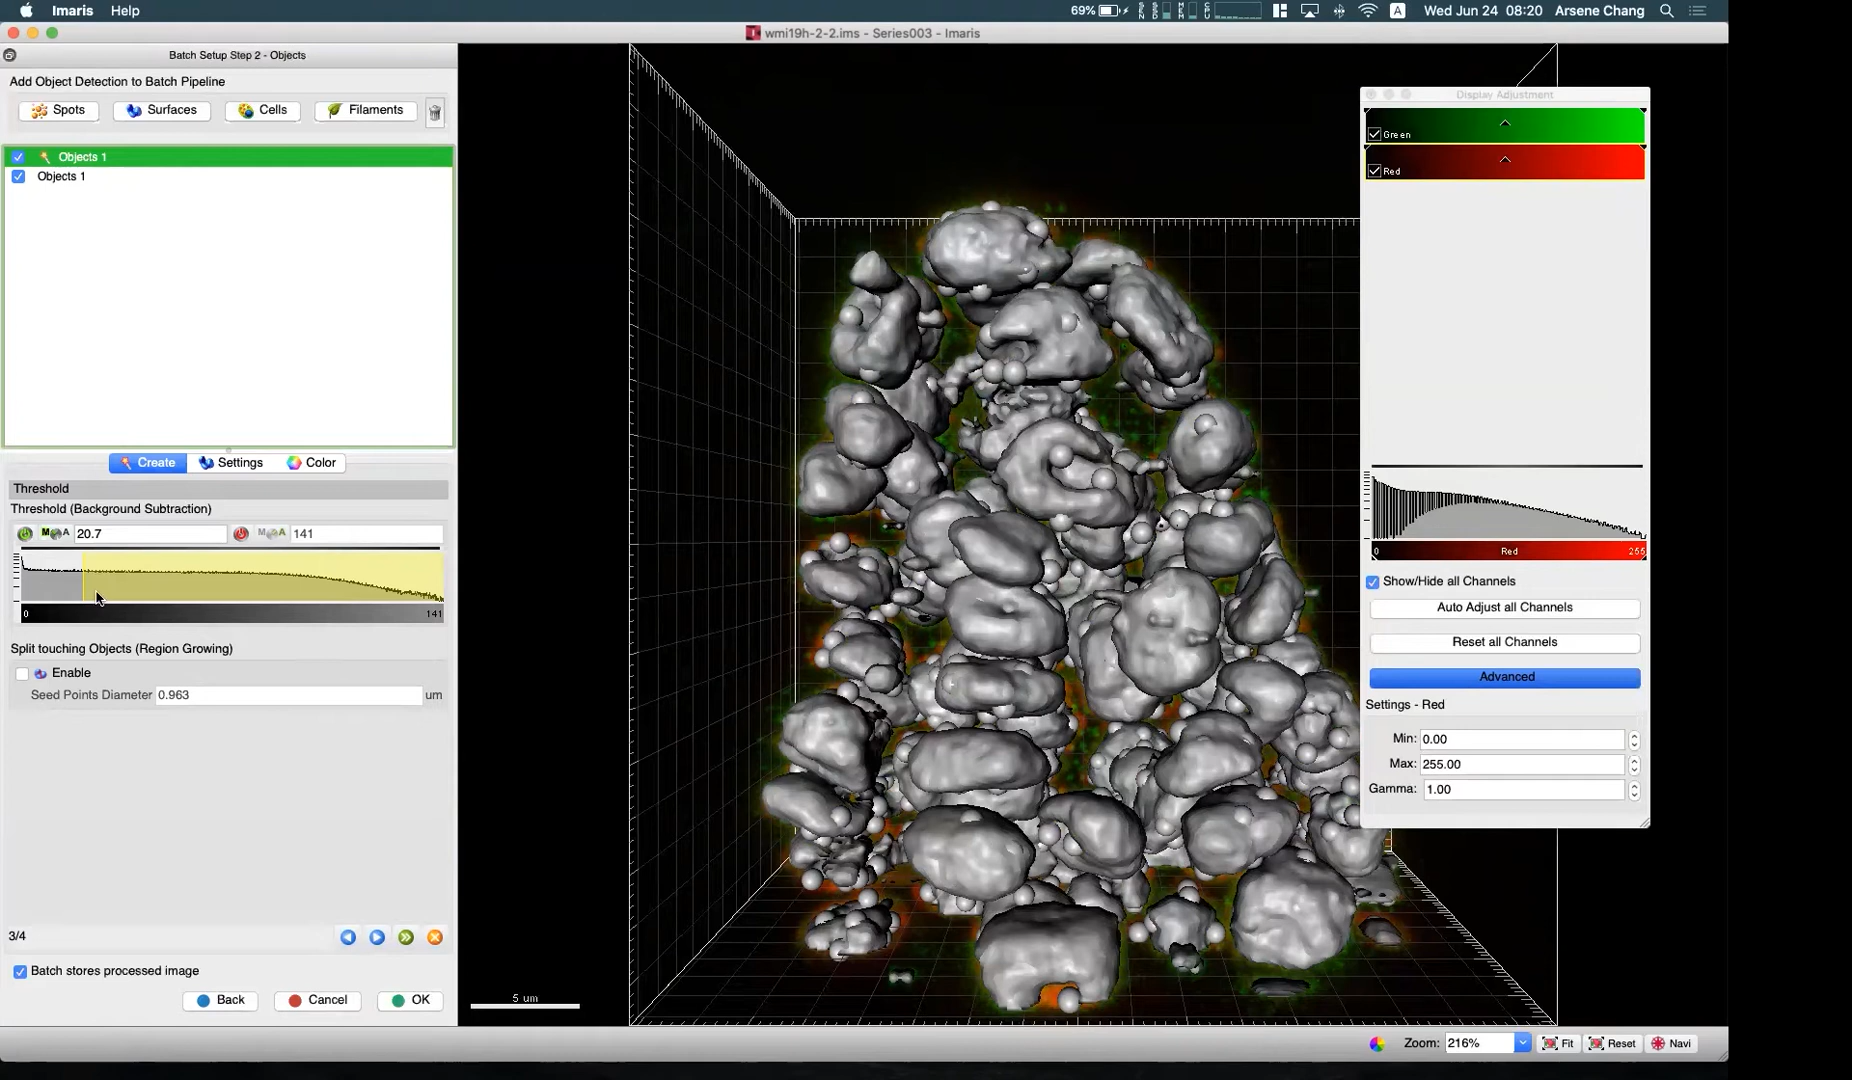 Imaris Help 69% Wed Jun 24 08:20 Arsene Chang
wmi19h-2-2.ims - Series003 - Imaris
Batch Setup Step 2 - Objects
Add Object Detection to Batch Pipeline
Spots Surfaces Cells Filaments
Objects 1
Objects 1
Create Settings Color
Threshold
Threshold (Background Subtraction)
M A 20.7 M A 141
0 141
Split touching Objects (Region Growing)
Enable
Seed Points Diameter 0.963 um
3/4
Batch stores processed image
Back Cancel OK
5 um
Display Adjustment
Green
Red
0 Red 255
Show/Hide all Channels
Auto Adjust all Channels
Reset all Channels
Advanced
Settings - Red
Min: 0.00
Max: 255.00
Gamma: 1.00
Zoom: 216% Fit Reset Navi